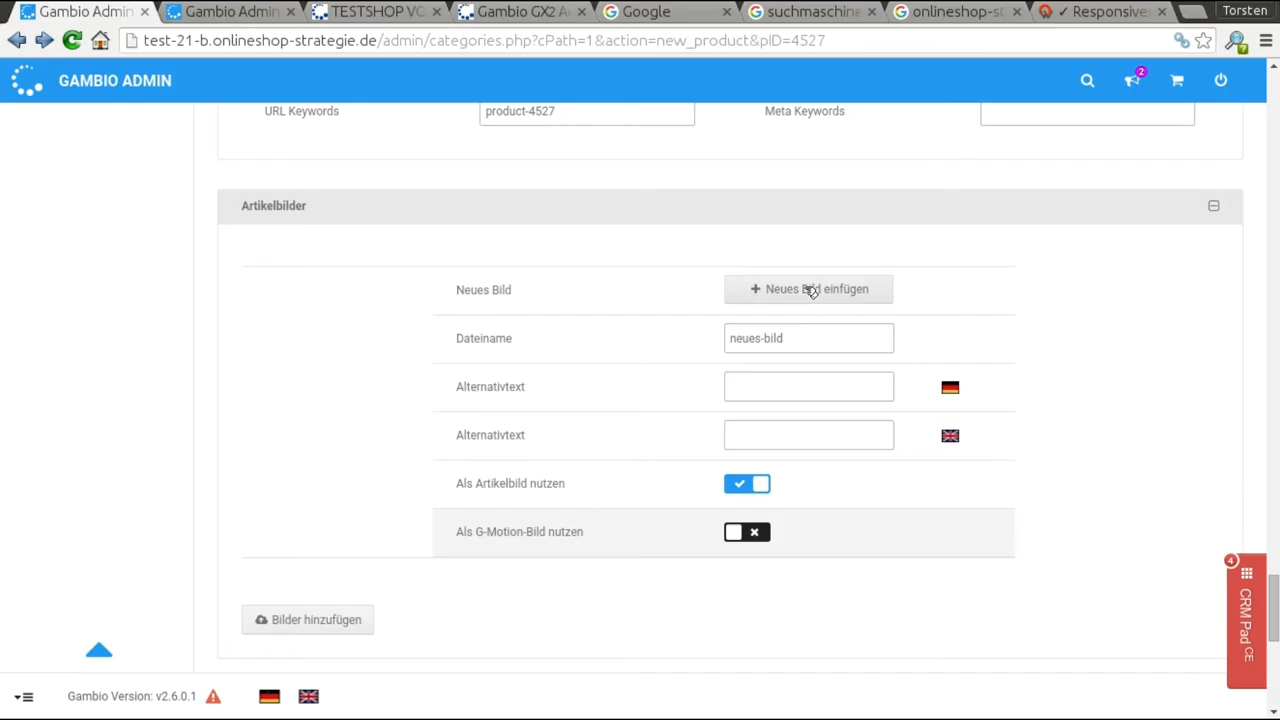 Gambio Admin
Gambio Admin
TESTSHOP VC
Gambio GX2 A
Google
suchmaschine
onlineshop-st
✓ Responsive
Torsten
test-21-b.onlineshop-strategie.de/admin/categories.php?cPath=1&action=new_product&pID=4527
GAMBIO ADMIN
2
URL Keywords
product-4527
Meta Keywords
Artikelbilder
Neues Bild
+ Neues Bild einfügen
Dateiname
neues-bild
Alternativtext
Alternativtext
Als Artikelbild nutzen
Als G-Motion-Bild nutzen
4
CRM Pad CE
Bilder hinzufügen
Gambio Version: v2.6.0.1